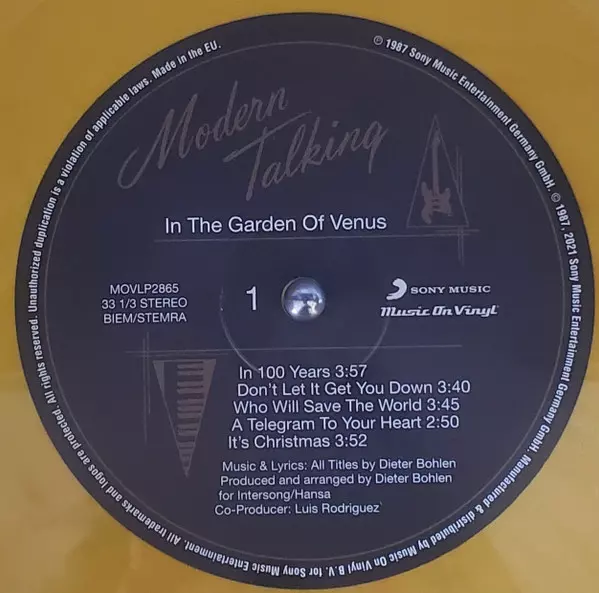 Modern
Talking
In The Garden Of Venus
MOVLP2865
33 1/3 STEREO
BIEM/STEMRA
1
SONY MUSIC
Music On Vinyl
In 100 Years 3:57
Don't Let It Get You Down 3:40
Who Will Save The World 3:45
A Telegram To Your Heart 2:50
It's Christmas 3:52
Music & Lyrics: All Titles by Dieter Bohlen
Produced and arranged by Dieter Bohlen
for Intersong/Hansa
Co-Producer: Luis Rodriguez
℗ 1987 Sony Music Entertainment Germany GmbH. © 1987, 2021 Sony Music Entertainment Germany GmbH. Manufactured & distributed by Music On Vinyl B.V. for Sony Music Entertainment. All trademarks and logos are protected. All rights reserved. Unauthorized duplication is a violation of applicable laws. Made in the EU.